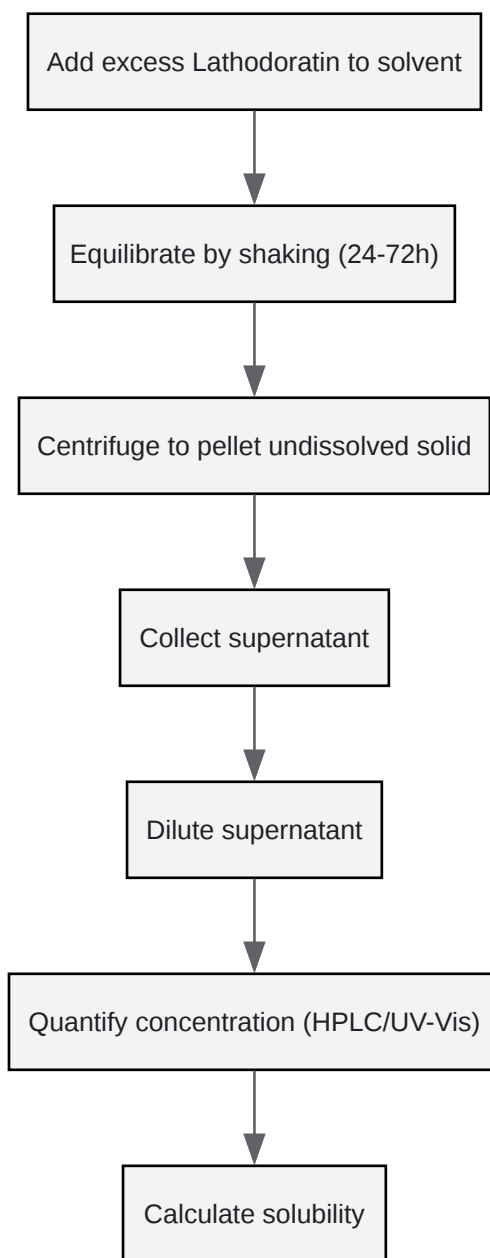 Add excess Lathodoratin to solvent
Equilibrate by shaking (24-72h)
Centrifuge to pellet undissolved solid
Collect supernatant
Dilute supernatant
Quantify concentration (HPLC/UV-Vis)
Calculate solubility